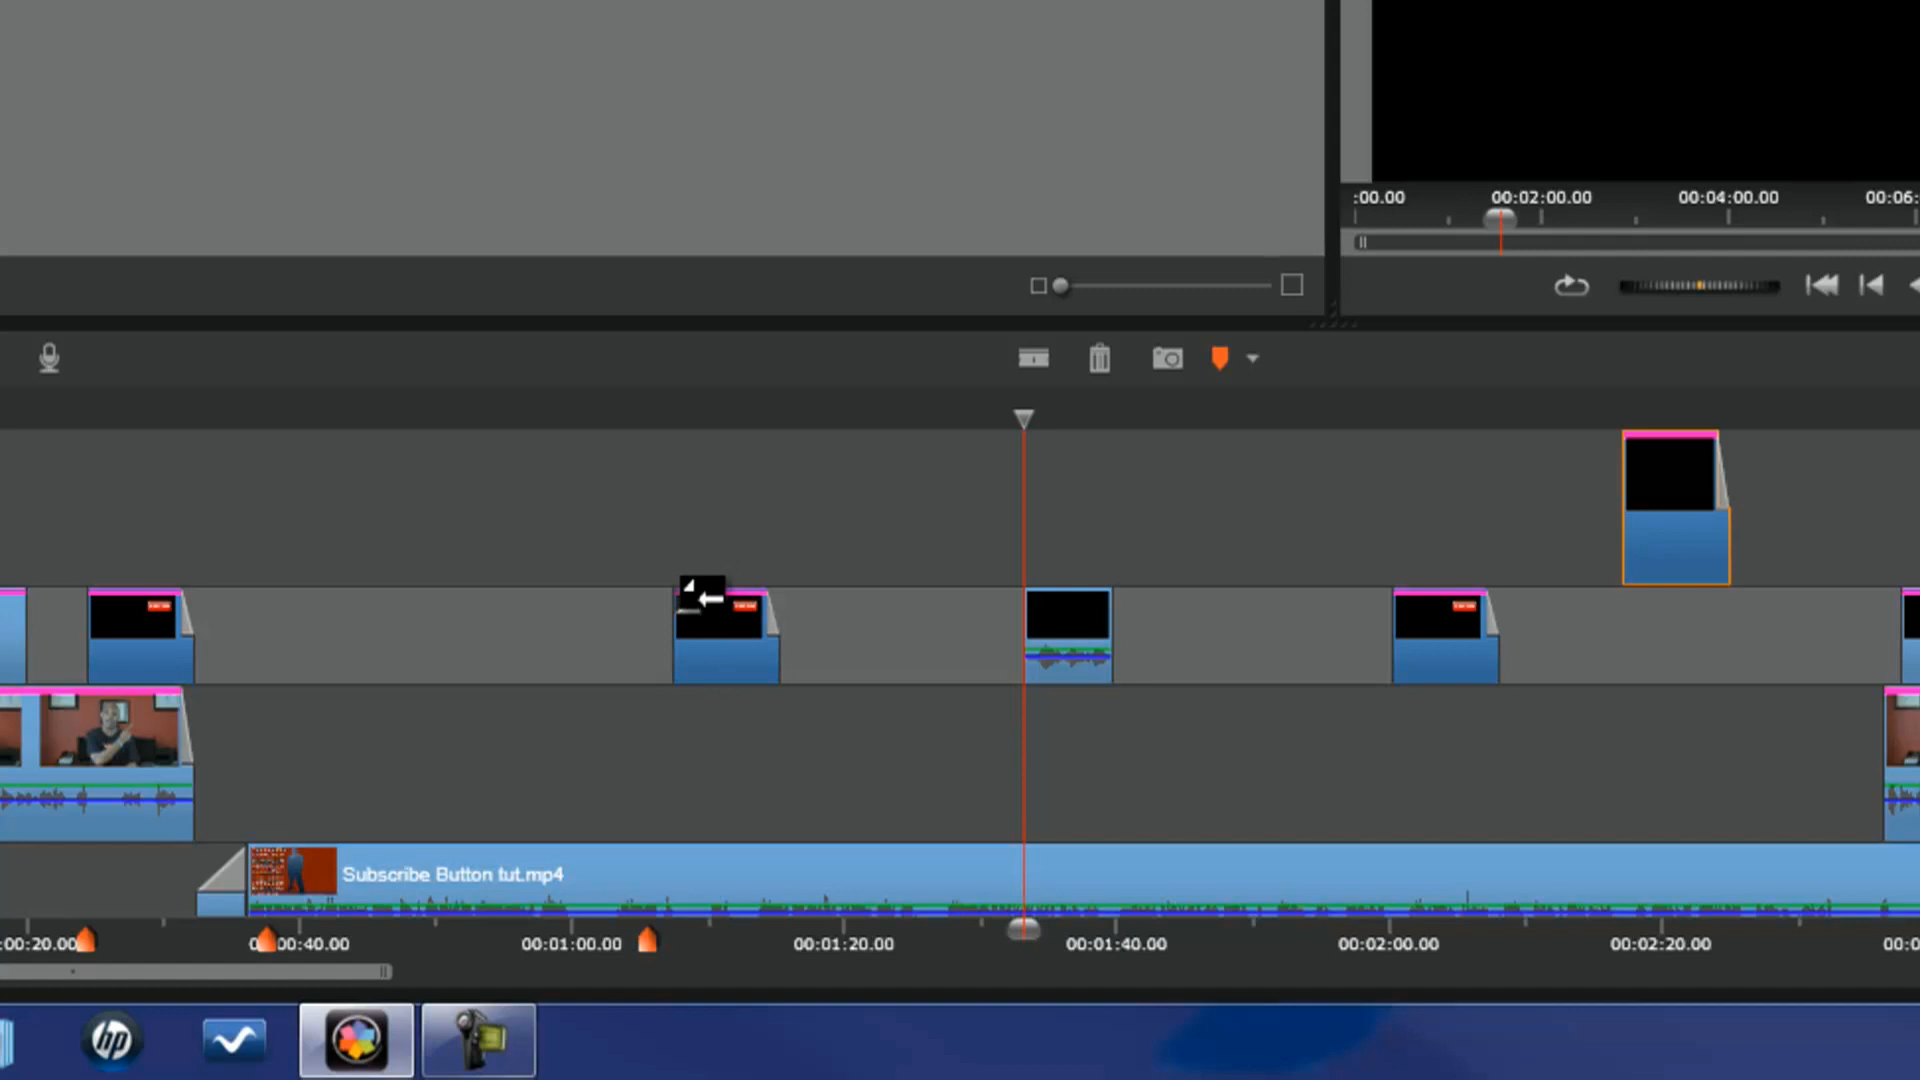 :00.00 00:02:00.00 00:04:00.00 00:06:
Subscribe Button tut.mp4
:00:20.00 00:40.00 00:01:00.00 00:01:20.00 00:01:40.00 00:02:00.00 00:02:20.00 00:0
hp